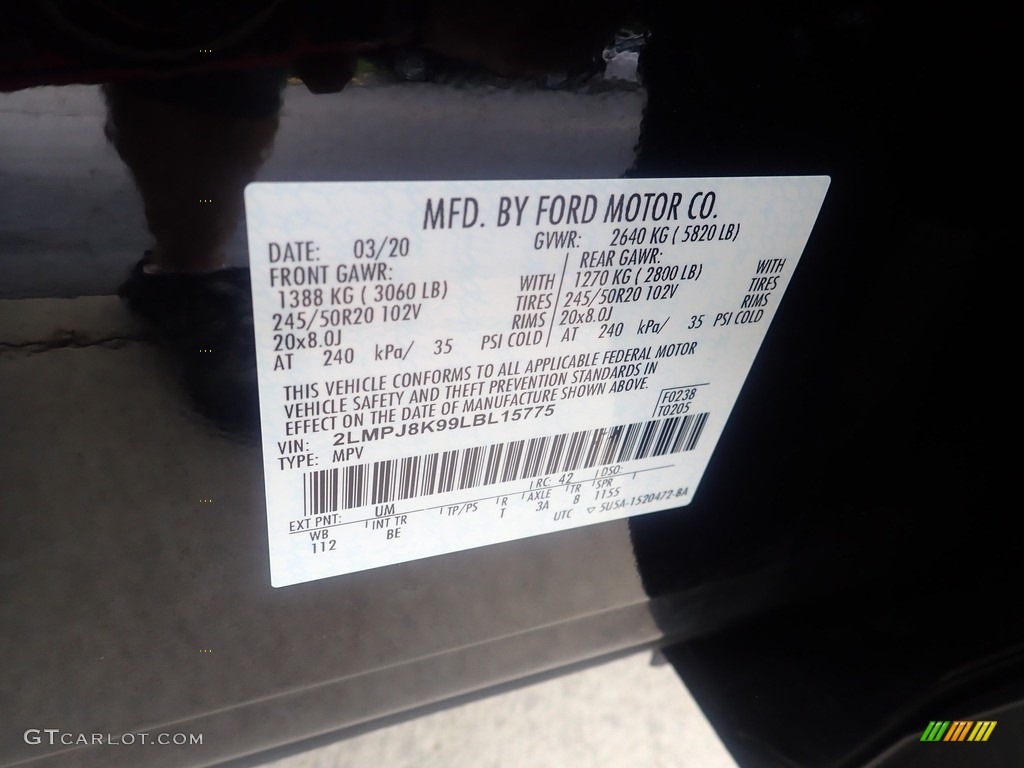 MFD. BY FORD MOTOR CO.
DATE: 03/20 GVWR: 2640 KG ( 5820 LB)
FRONT GAWR: REAR GAWR:
1388 KG ( 3060 LB) WITH 1270 KG ( 2800 LB) WITH
245/50R20 102V TIRES 245/50R20 102V TIRES
20x8.0J RIMS 20x8.0J RIMS
AT 240 kPa/ 35 PSI COLD AT 240 kPa/ 35 PSI COLD
THIS VEHICLE CONFORMS TO ALL APPLICABLE FEDERAL MOTOR
VEHICLE SAFETY AND THEFT PREVENTION STANDARDS IN
EFFECT ON THE DATE OF MANUFACTURE SHOWN ABOVE.
VIN: 2LMPJ8K99LBL15775 F0238
TYPE: MPV T0205
EXT PNT: UM RC: 42 DSO:
WB INT TR TP/PS R AXLE TR SPR
112 BE T 3A B 1155
UTC ▽ 5U5A-1520472-BA
GTCARLOT.COM